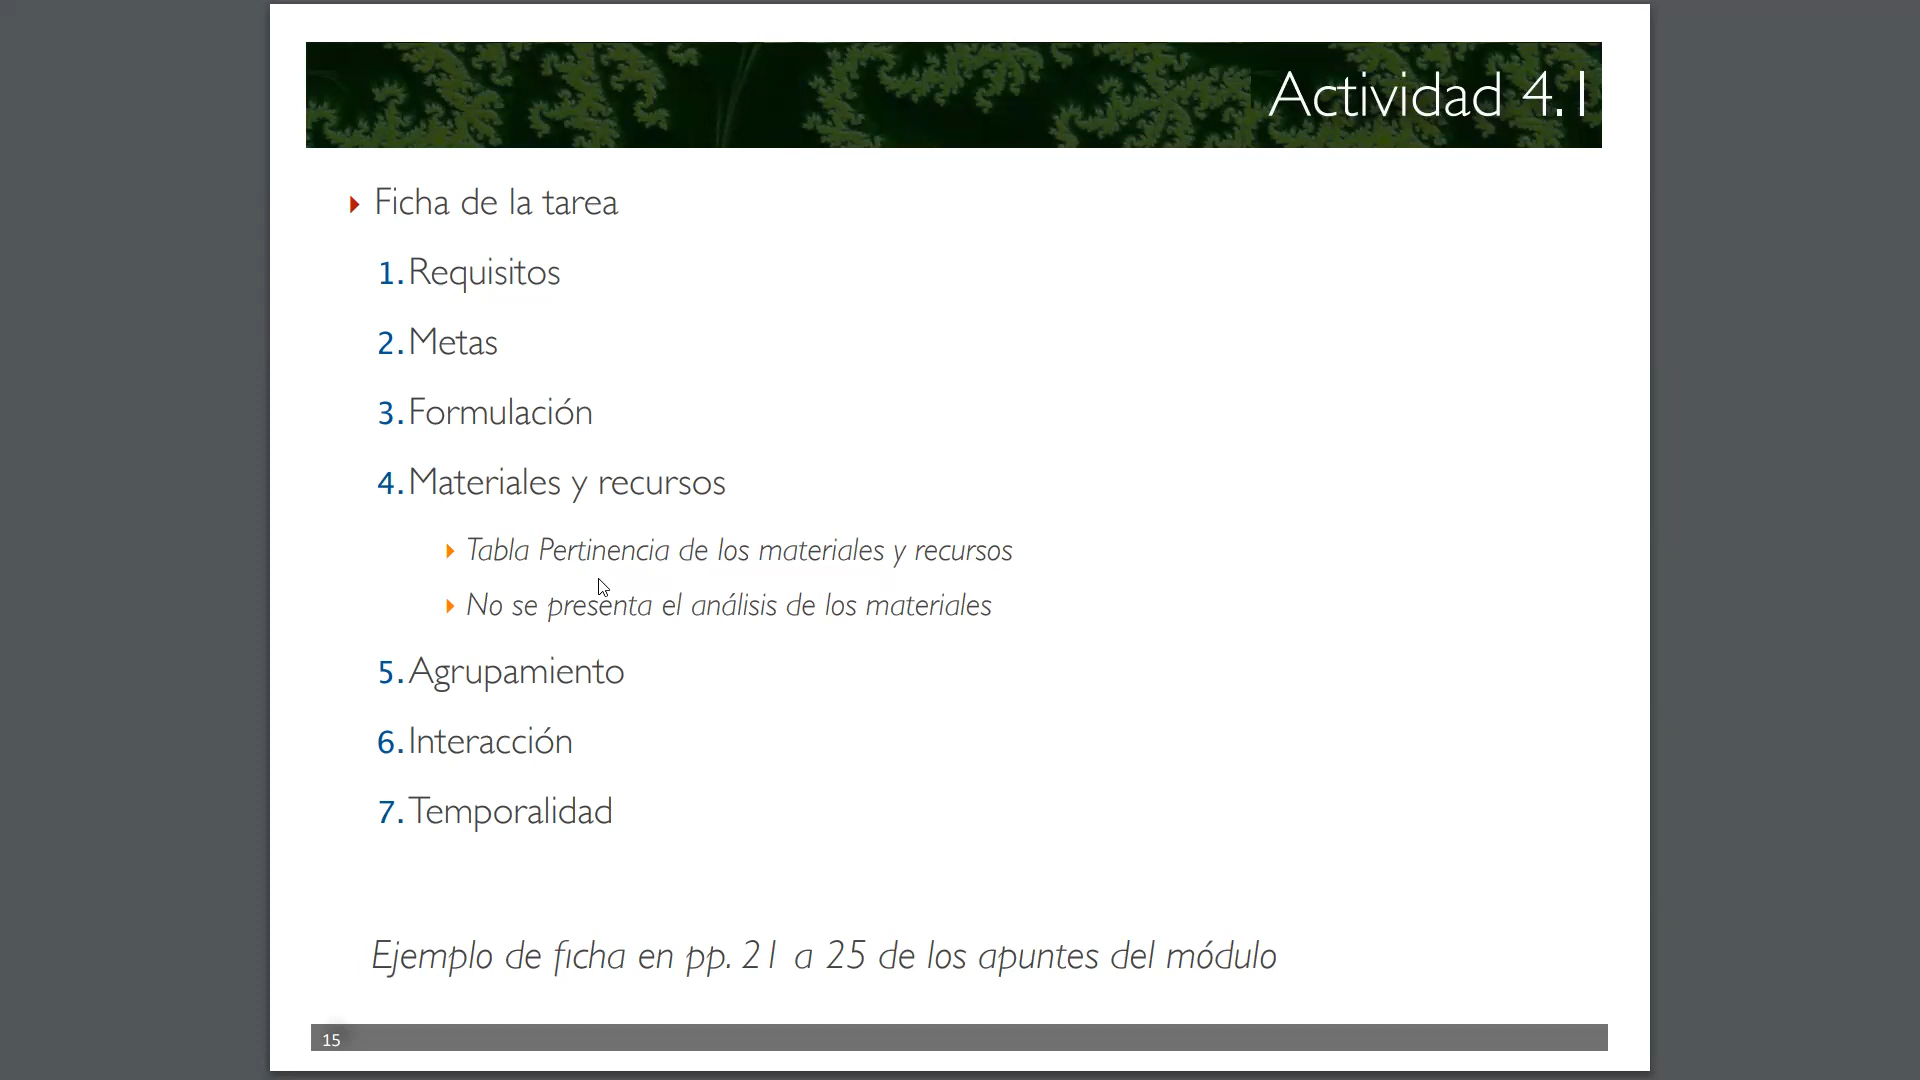 Actividad 4.1
Ficha de la tarea
1. Requisitos
2. Metas
3. Formulación
4. Materiales y recursos
Tabla Pertinencia de los materiales y recursos
No se presenta el análisis de los materiales
5. Agrupamiento
6. Interacción
7. Temporalidad
Ejemplo de ficha en pp. 21 a 25 de los apuntes del módulo
15